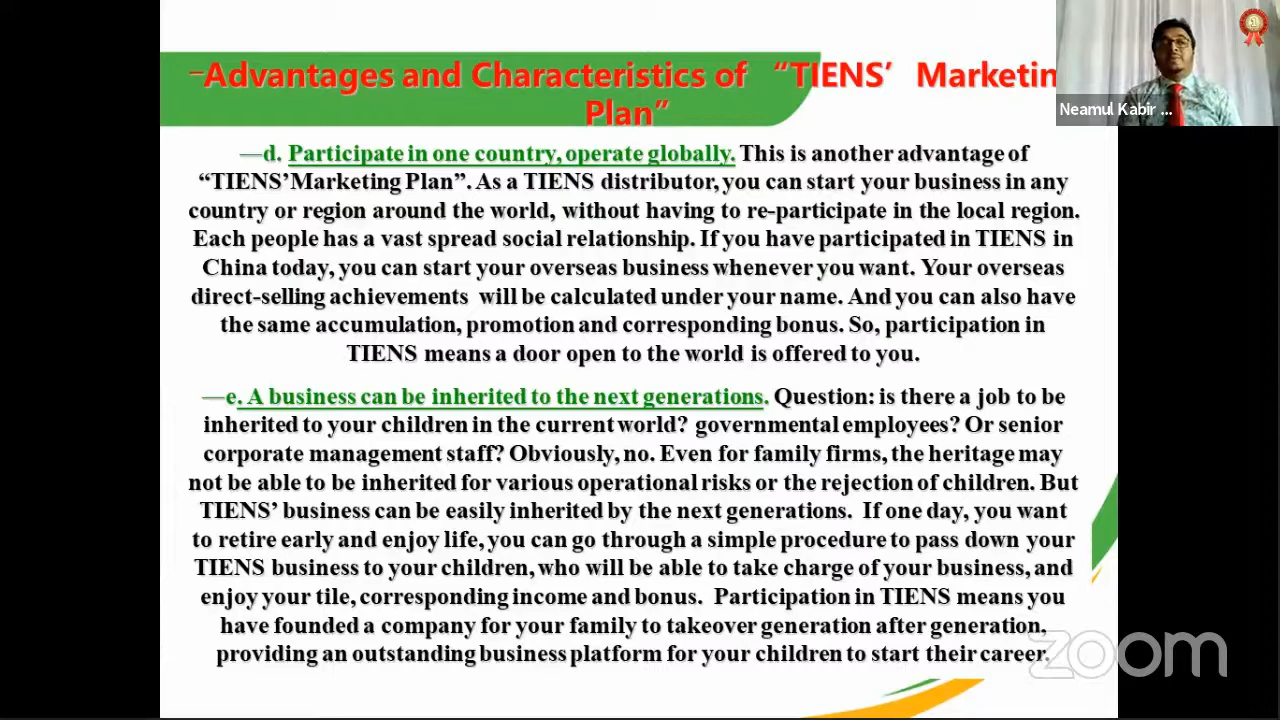 –Advantages and Characteristics of “TIENS’ Marketin
Plan”
Neamul Kabir ...
—d. Participate in one country, operate globally. This is another advantage of
“TIENS’Marketing Plan”. As a TIENS distributor, you can start your business in any
country or region around the world, without having to re-participate in the local region.
Each people has a vast spread social relationship. If you have participated in TIENS in
China today, you can start your overseas business whenever you want. Your overseas
direct-selling achievements will be calculated under your name. And you can also have
the same accumulation, promotion and corresponding bonus. So, participation in
TIENS means a door open to the world is offered to you.
—e. A business can be inherited to the next generations. Question: is there a job to be
inherited to your children in the current world? governmental employees? Or senior
corporate management staff? Obviously, no. Even for family firms, the heritage may
not be able to be inherited for various operational risks or the rejection of children. But
TIENS’ business can be easily inherited by the next generations. If one day, you want
to retire early and enjoy life, you can go through a simple procedure to pass down your
TIENS business to your children, who will be able to take charge of your business, and
enjoy your tile, corresponding income and bonus. Participation in TIENS means you
have founded a company for your family to takeover generation after generation,
providing an outstanding business platform for your children to start their career.
zoom